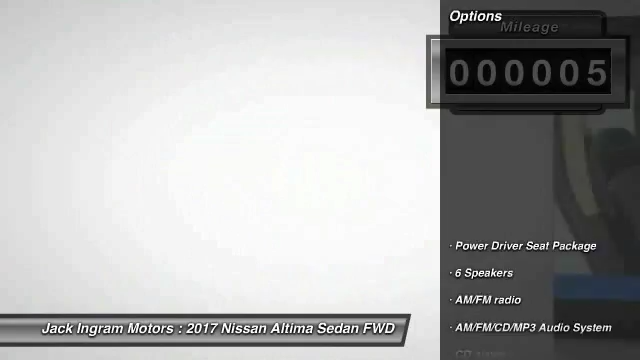 Options
Mileage
000005
· Power Driver Seat Package
· 6 Speakers
· AM/FM radio
· AM/FM/CD/MP3 Audio System
Jack Ingram Motors : 2017 Nissan Altima Sedan FWD